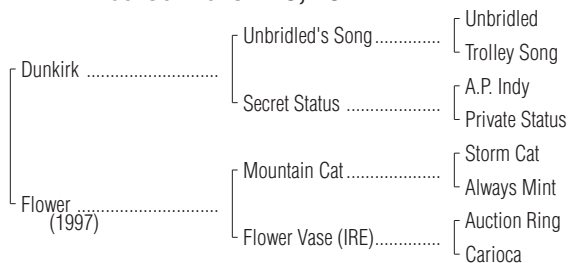 Unbridled
Unbridled's Song..............
Trolley Song
Dunkirk ............................
A.P. Indy
Secret Status ....................
Private Status
Storm Cat
Mountain Cat....................
Always Mint
Flower ..............................
(1997)
Auction Ring
Flower Vase (IRE)..............
Carioca